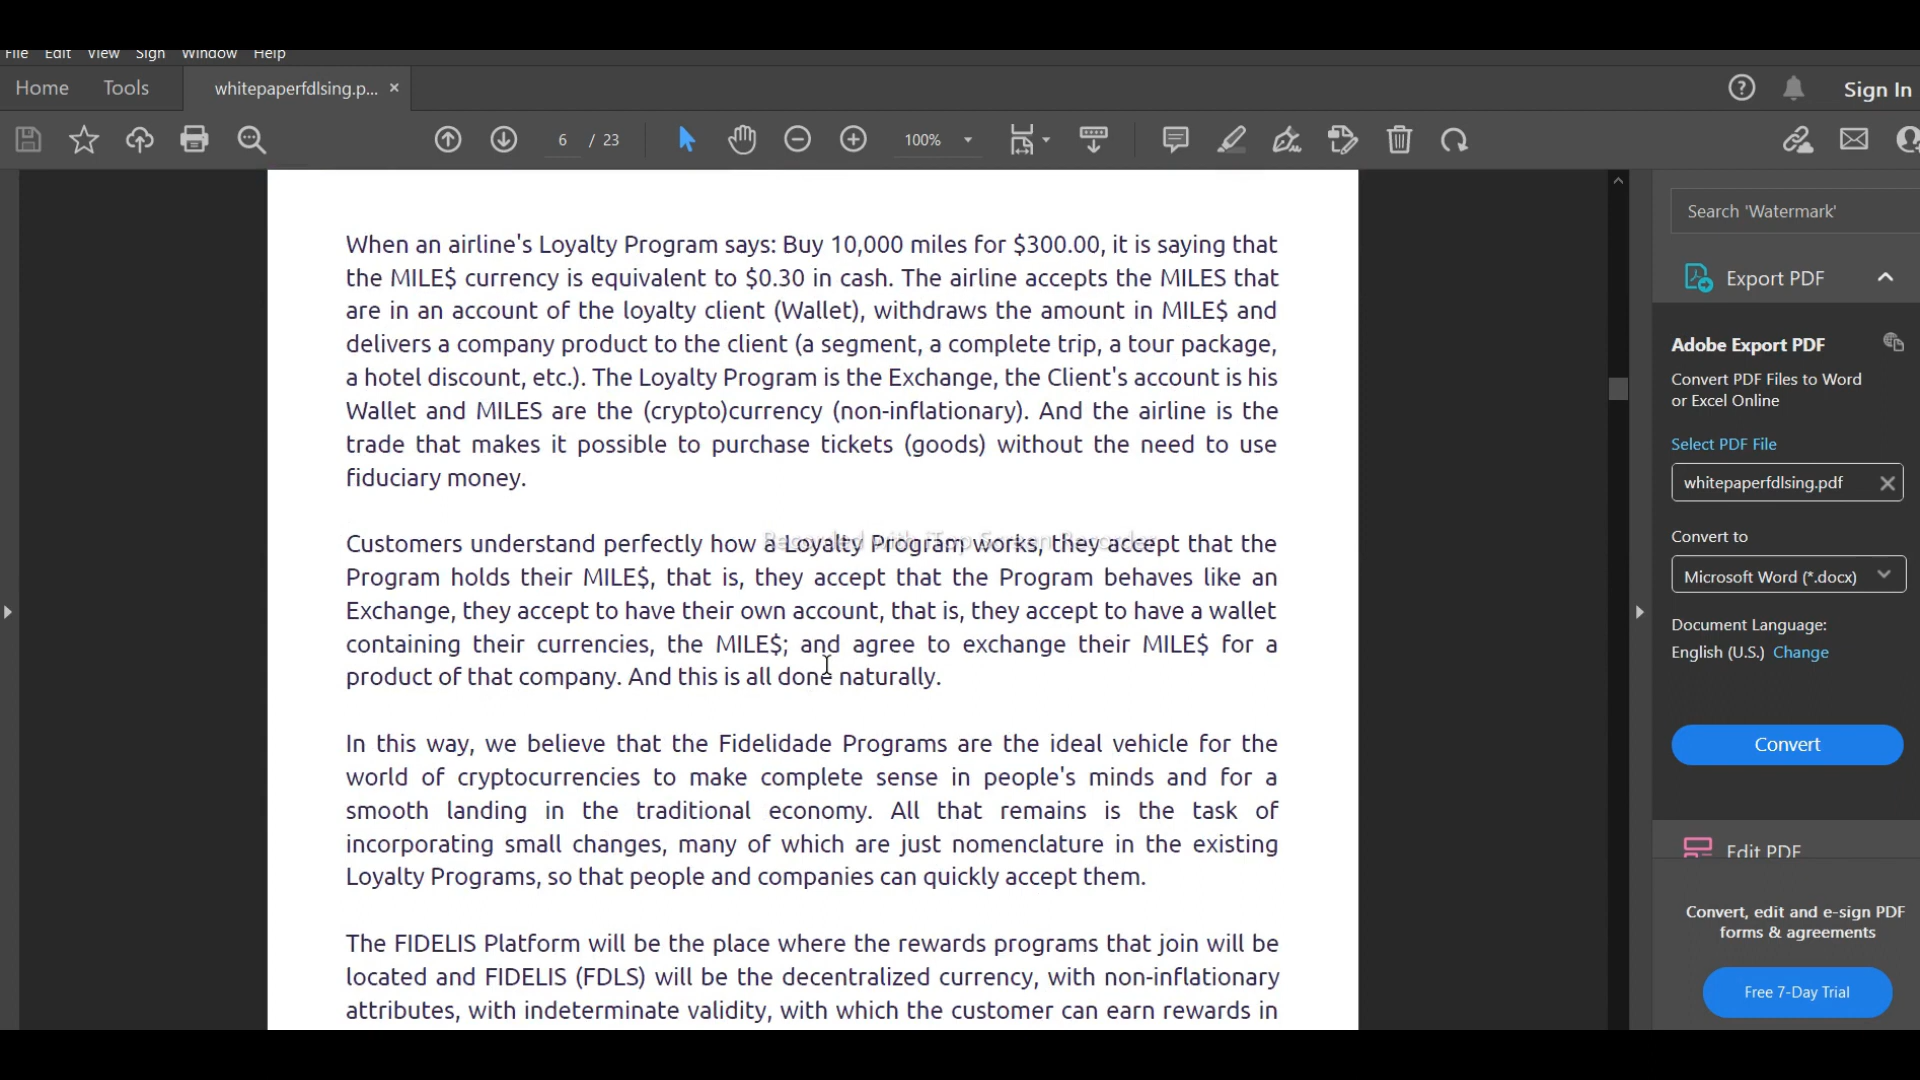 File Edit View Sign Window Help
Home Tools whitepaperfdlsing.p... × Sign In
6 / 23 100%
When an airline's Loyalty Program says: Buy 10,000 miles for $300.00, it is saying that
the MILE$ currency is equivalent to $0.30 in cash. The airline accepts the MILES that
are in an account of the loyalty client (Wallet), withdraws the amount in MILE$ and
delivers a company product to the client (a segment, a complete trip, a tour package,
a hotel discount, etc.). The Loyalty Program is the Exchange, the Client's account is his
Wallet and MILES are the (crypto)currency (non-inflationary). And the airline is the
trade that makes it possible to purchase tickets (goods) without the need to use
fiduciary money.
Recorded with iTop Screen Recorder
Customers understand perfectly how a Loyalty Program works, they accept that the
Program holds their MILE$, that is, they accept that the Program behaves like an
Exchange, they accept to have their own account, that is, they accept to have a wallet
containing their currencies, the MILE$; and agree to exchange their MILE$ for a
product of that company. And this is all done naturally.
In this way, we believe that the Fidelidade Programs are the ideal vehicle for the
world of cryptocurrencies to make complete sense in people's minds and for a
smooth landing in the traditional economy. All that remains is the task of
incorporating small changes, many of which are just nomenclature in the existing
Loyalty Programs, so that people and companies can quickly accept them.
The FIDELIS Platform will be the place where the rewards programs that join will be
located and FIDELIS (FDLS) will be the decentralized currency, with non-inflationary
attributes, with indeterminate validity, with which the customer can earn rewards in
Search 'Watermark'
Export PDF
Adobe Export PDF
Convert PDF Files to Word
or Excel Online
Select PDF File
whitepaperfdlsing.pdf
Convert to
Microsoft Word (*.docx)
Document Language:
English (U.S.) Change
Convert
Edit PDF
Convert, edit and e-sign PDF
forms & agreements
Free 7-Day Trial